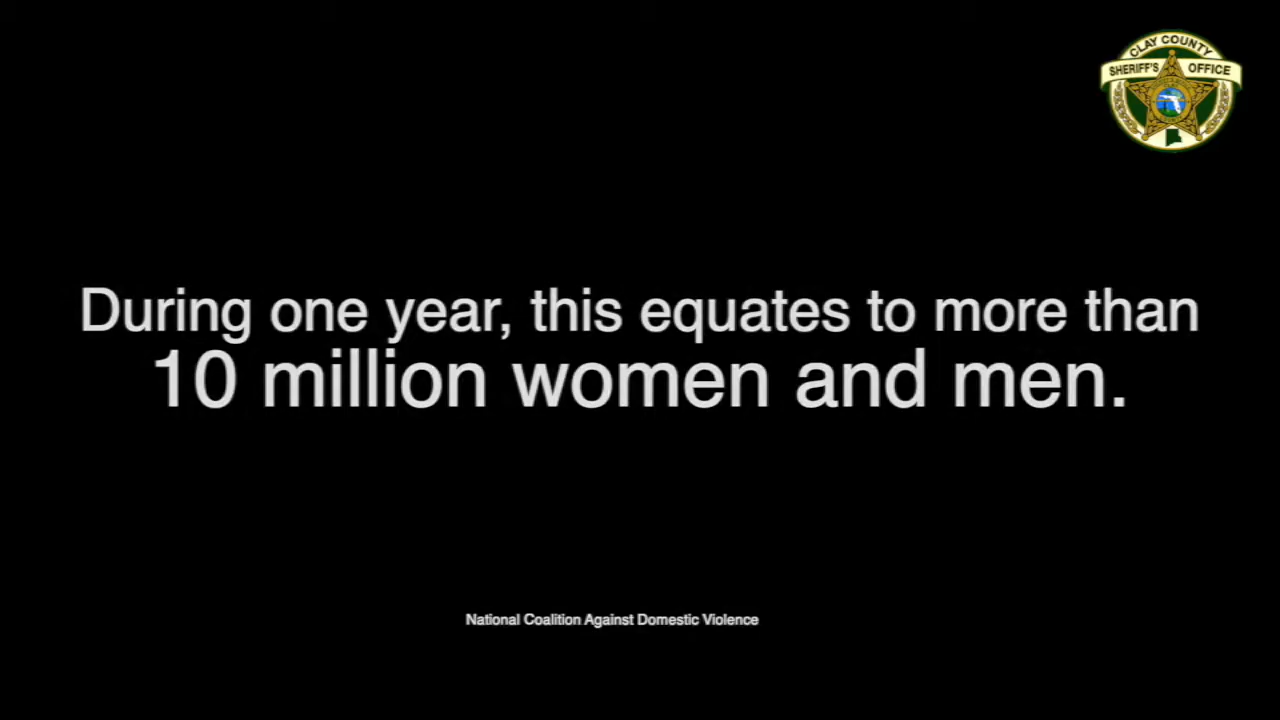 CLAY COUNTY
SHERIFF'S OFFICE
During one year, this equates to more than
10 million women and men.
National Coalition Against Domestic Violence